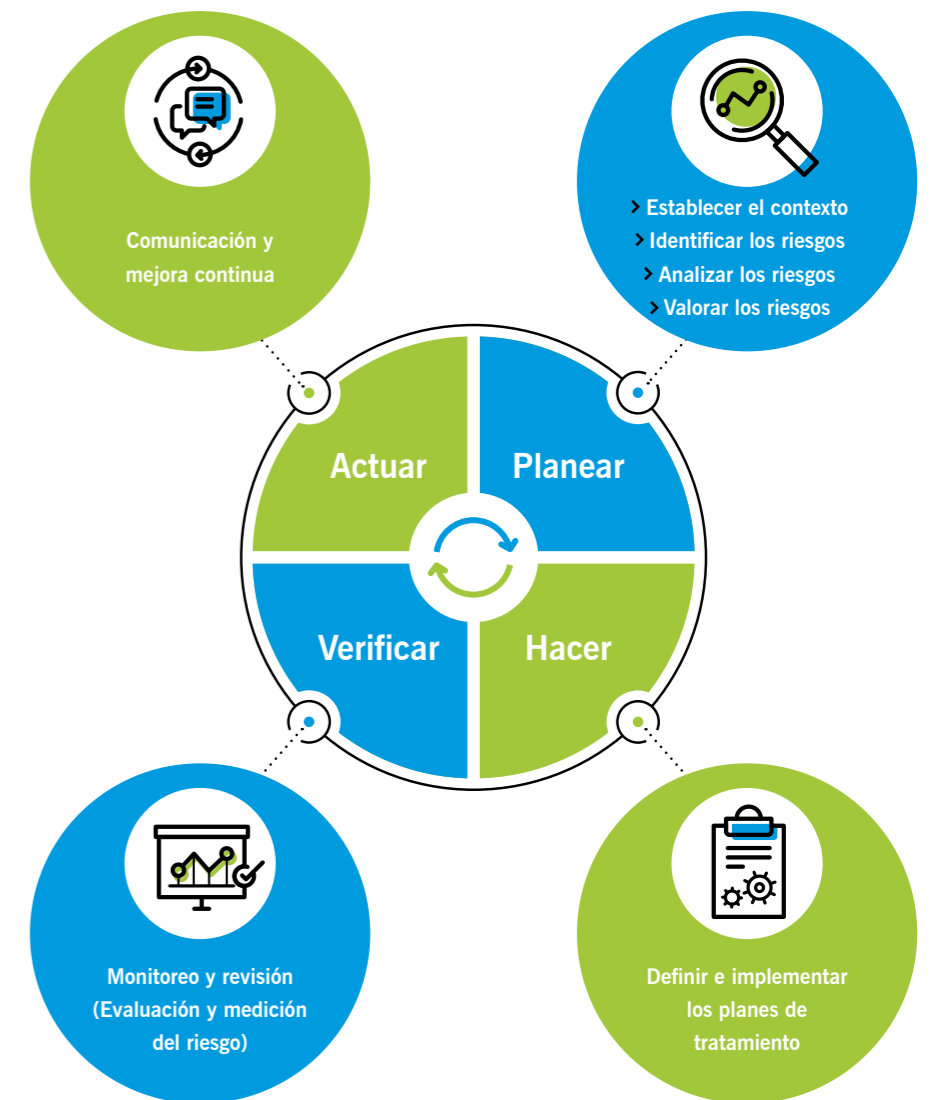 Comunicación y
mejora continua
> Establecer el contexto
> Identificar los riesgos
> Analizar los riesgos
> Valorar los riesgos
Actuar
Planear
Verificar
Hacer
Monitoreo y revisión
(Evaluación y medición
del riesgo)
Definir e implementar
los planes de
tratamiento